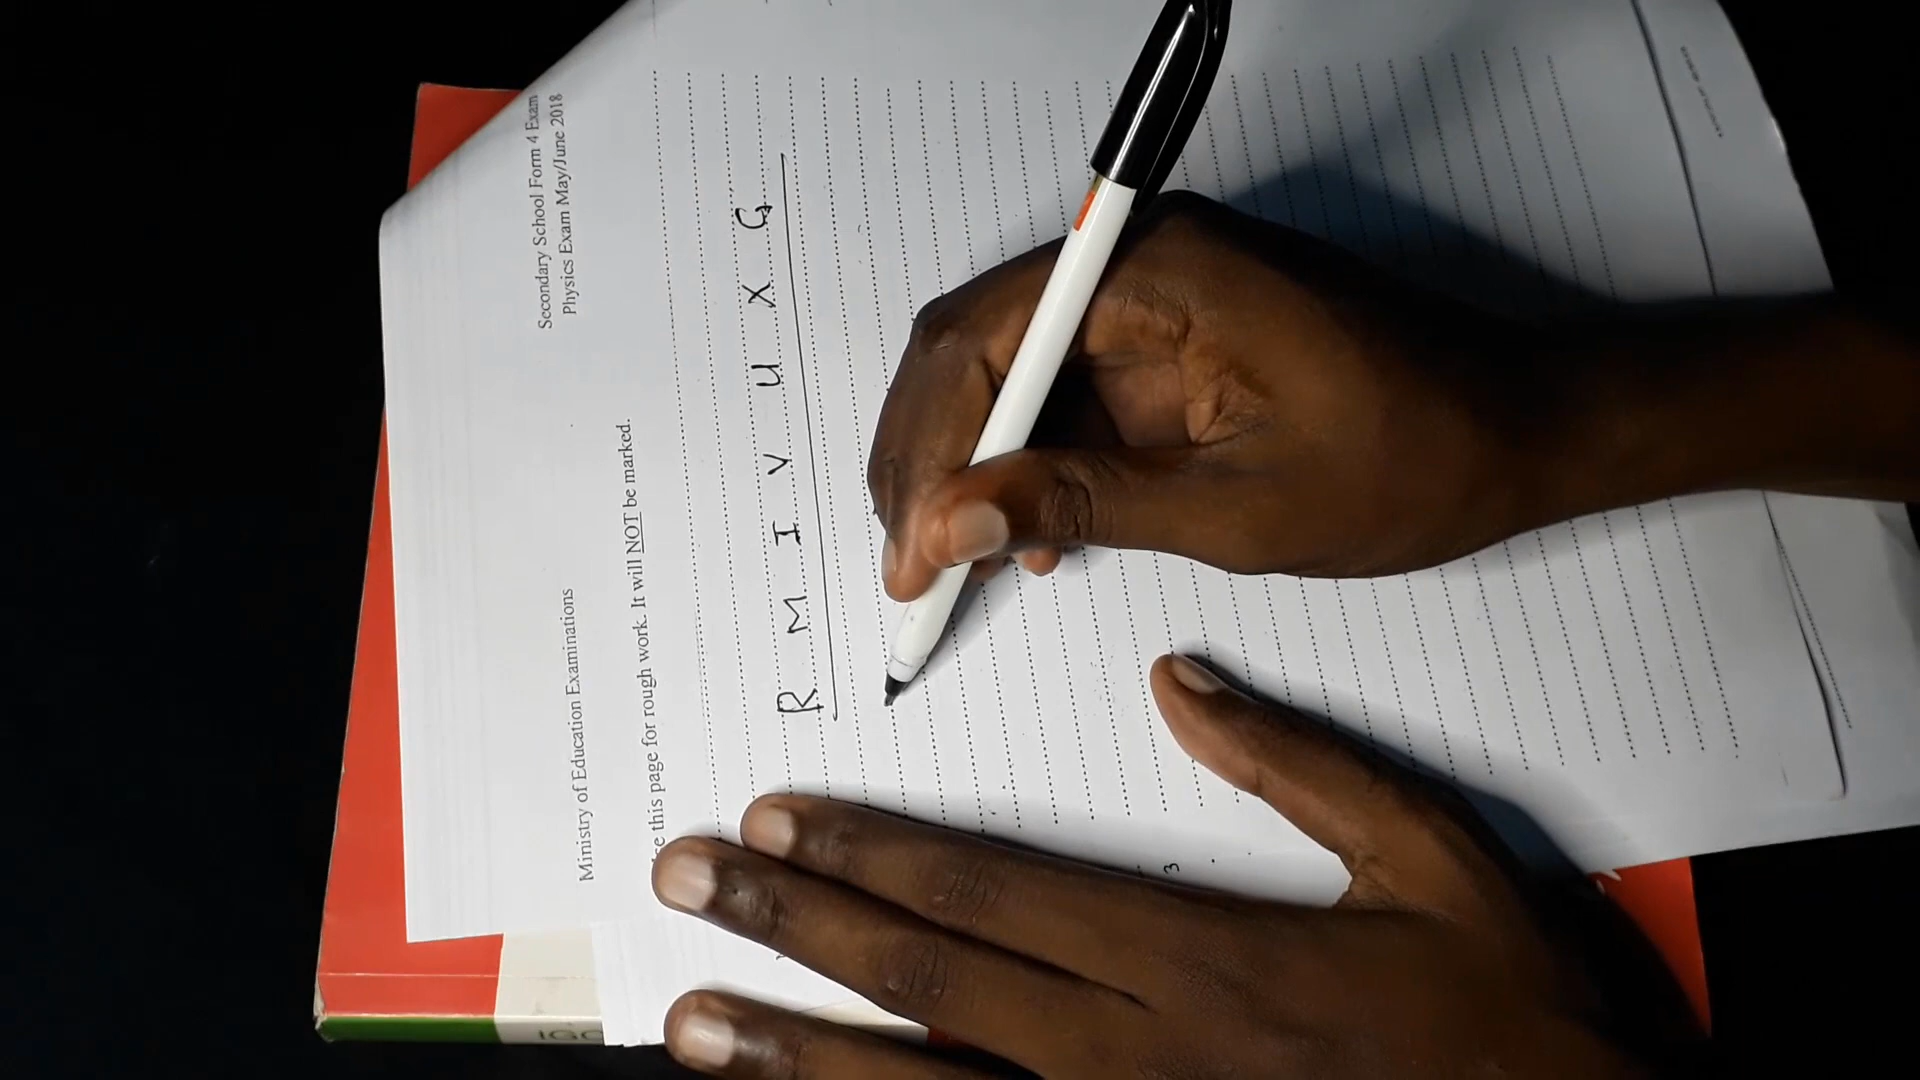 Ministry of Education Examinations
Secondary School Form 4 Exam
Physics Exam May/June 2018
this page for rough work. It will NOT be marked.
R M I V U X G
3